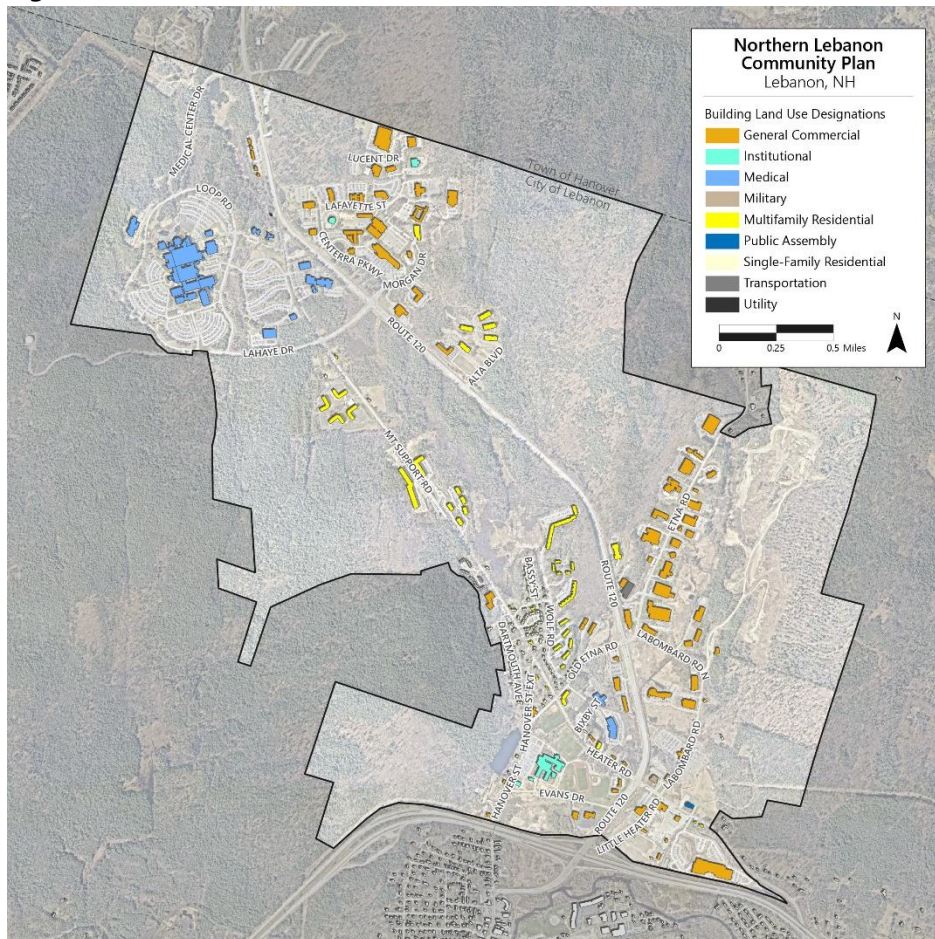 Northern Lebanon
Community Plan
Lebanon, NH
Building Land Use Designations
General Commercial
Institutional
Medical
Military
Multifamily Residential
Public Assembly
Single-Family Residential
Transportation
Utility
N
0 0.25 0.5 Miles
MEDICAL CENTER DR
LUCENT DR
Town of Hanover
City of Lebanon
LOOP RD
LAFAYETTE ST
CENTERRA PKWY
MORGAN DR
ROUTE 120
LAHAYE DR
ALTA BLVD
MT SUPPORT RD
ETNA RD
BASSY ST
ROUTE 120
WOLF RD
LABOMBARD RD N
DARTMOUTH AVE
OLD ETNA RD
HANOVER ST EXT
BIXBY ST
HEATER RD
LABOMBARD RD
HANOVER ST
EVANS DR
ROUTE 120
LITTLE HEATER RD